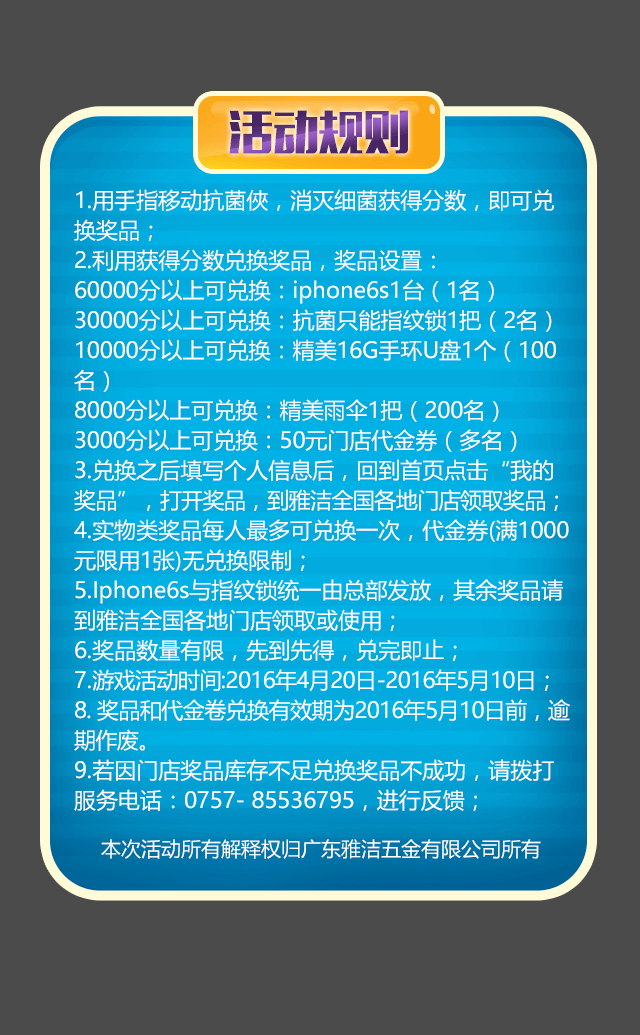 活动规则
1.用手指移动抗菌俠，消灭细菌获得分数，即可兑
换奖品；
2.利用获得分数兑换奖品，奖品设置：
60000分以上可兑换：iphone6s1台（1名）
30000分以上可兑换：抗菌只能指纹锁1把（2名）
10000分以上可兑换：精美16G手环U盘1个（100
名）
8000分以上可兑换：精美雨伞1把（200名）
3000分以上可兑换：50元门店代金券（多名）
3.兑换之后填写个人信息后，回到首页点击“我的
奖品”，打开奖品，到雅洁全国各地门店领取奖品；
4.实物类奖品每人最多可兑换一次，代金券(满1000
元限用1张)无兑换限制；
5.Iphone6s与指纹锁统一由总部发放，其余奖品请
到雅洁全国各地门店领取或使用；
6.奖品数量有限，先到先得，兑完即止；
7.游戏活动时间:2016年4月20日-2016年5月10日；
8. 奖品和代金卷兑换有效期为2016年5月10日前，逾
期作废。
9.若因门店奖品库存不足兑换奖品不成功，请拨打
服务电话：0757- 85536795，进行反馈；
本次活动所有解释权归广东雅洁五金有限公司所有